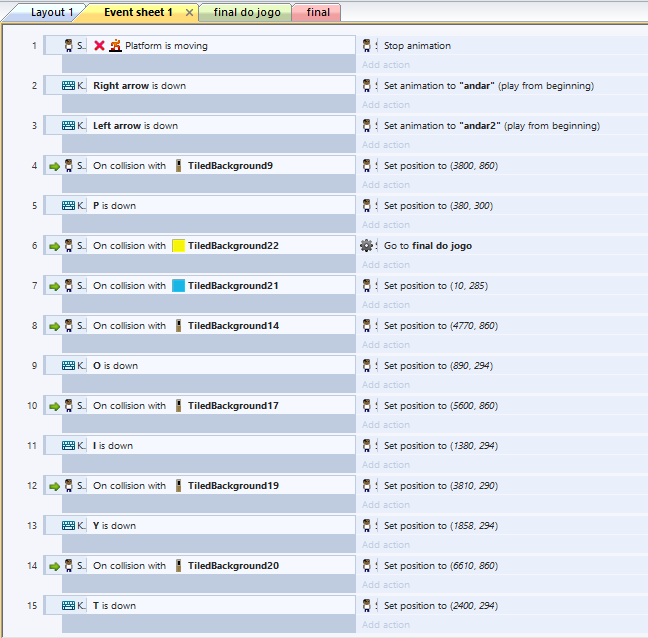 Layout 1 Event sheet 1 × final do jogo final
1 S.. Platform is moving S Stop animation
Add action
2 K. Right arrow is down S Set animation to "andar" (play from beginning)
Add action
3 K. Left arrow is down S Set animation to "andar2" (play from beginning)
Add action
4 S.. On collision with TiledBackground9 S Set position to (3800, 860)
Add action
5 K. P is down S Set position to (380, 300)
Add action
6 S.. On collision with TiledBackground22 S Go to final do jogo
Add action
7 S.. On collision with TiledBackground21 S Set position to (10, 285)
Add action
8 S.. On collision with TiledBackground14 S Set position to (4770, 860)
Add action
9 K. O is down S Set position to (890, 294)
Add action
10 S.. On collision with TiledBackground17 S Set position to (5600, 860)
Add action
11 K. I is down S Set position to (1380, 294)
Add action
12 S.. On collision with TiledBackground19 S Set position to (3810, 290)
Add action
13 K. Y is down S Set position to (1858, 294)
Add action
14 S.. On collision with TiledBackground20 S Set position to (6610, 860)
Add action
15 K. T is down S Set position to (2400, 294)
Add action